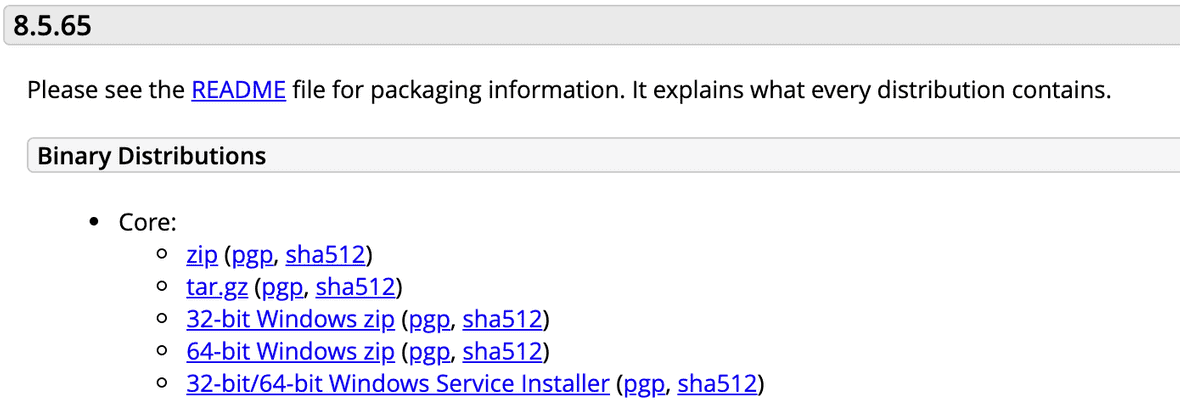 8.5.65
Please see the README file for packaging information. It explains what every distribution contains.
Binary Distributions
• Core:
○ zip (pgp, sha512)
○ tar.gz (pgp, sha512)
○ 32-bit Windows zip (pgp, sha512)
○ 64-bit Windows zip (pgp, sha512)
○ 32-bit/64-bit Windows Service Installer (pgp, sha512)